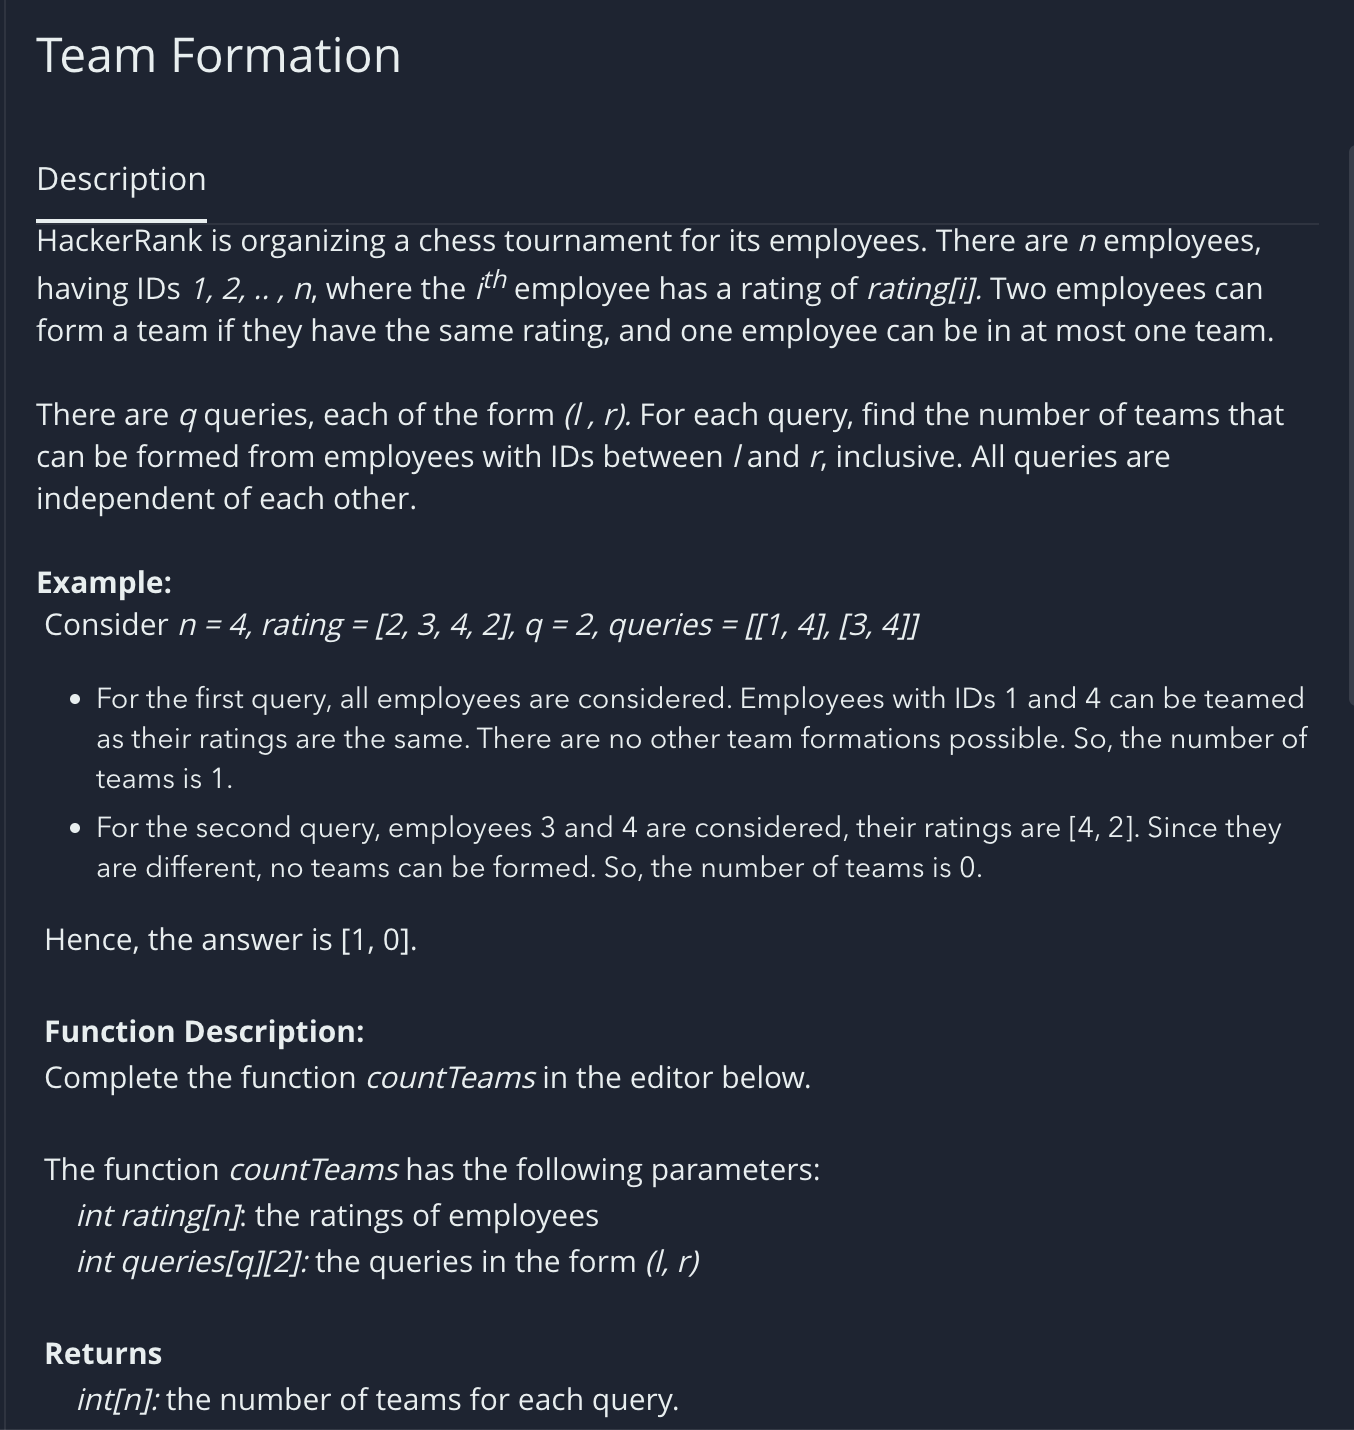 Team Formation
Description
HackerRank is organizing a chess tournament for its employees. There are n employees,
having IDs 1, 2, .. , n, where the ith employee has a rating of rating[i]. Two employees can
form a team if they have the same rating, and one employee can be in at most one team.
There are q queries, each of the form (l , r). For each query, find the number of teams that
can be formed from employees with IDs between l and r, inclusive. All queries are
independent of each other.
Example:
Consider n = 4, rating = [2, 3, 4, 2], q = 2, queries = [[1, 4], [3, 4]]
• For the first query, all employees are considered. Employees with IDs 1 and 4 can be teamed
as their ratings are the same. There are no other team formations possible. So, the number of
teams is 1.
• For the second query, employees 3 and 4 are considered, their ratings are [4, 2]. Since they
are different, no teams can be formed. So, the number of teams is 0.
Hence, the answer is [1, 0].
Function Description:
Complete the function countTeams in the editor below.
The function countTeams has the following parameters:
int rating[n]: the ratings of employees
int queries[q][2]: the queries in the form (l, r)
Returns
int[n]: the number of teams for each query.